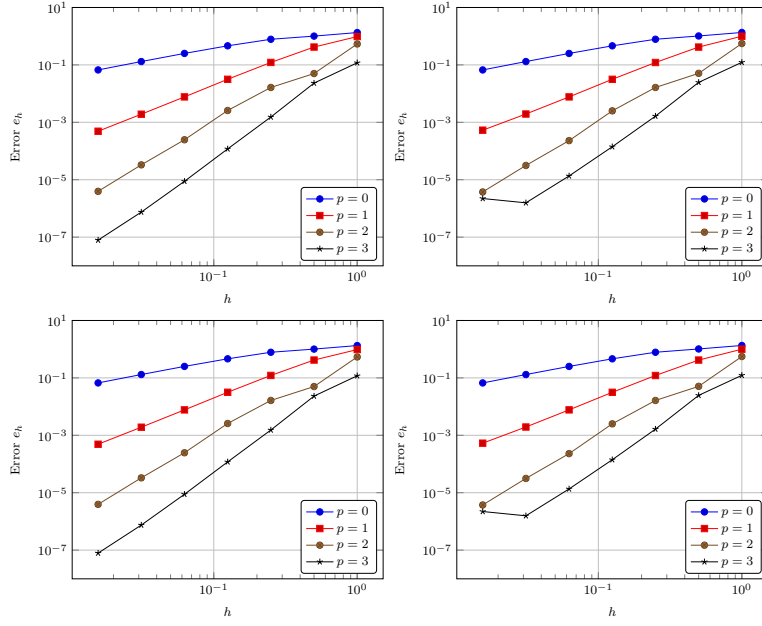 10^1
10^−1
10^−3
10^−5
10^−7
Error e_h
10^−1
10^0
h
p = 0
p = 1
p = 2
p = 3
10^1
10^−1
10^−3
10^−5
10^−7
Error e_h
10^−1
10^0
h
p = 0
p = 1
p = 2
p = 3
10^1
10^−1
10^−3
10^−5
10^−7
Error e_h
10^−1
10^0
h
p = 0
p = 1
p = 2
p = 3
10^1
10^−1
10^−3
10^−5
10^−7
Error e_h
10^−1
10^0
h
p = 0
p = 1
p = 2
p = 3